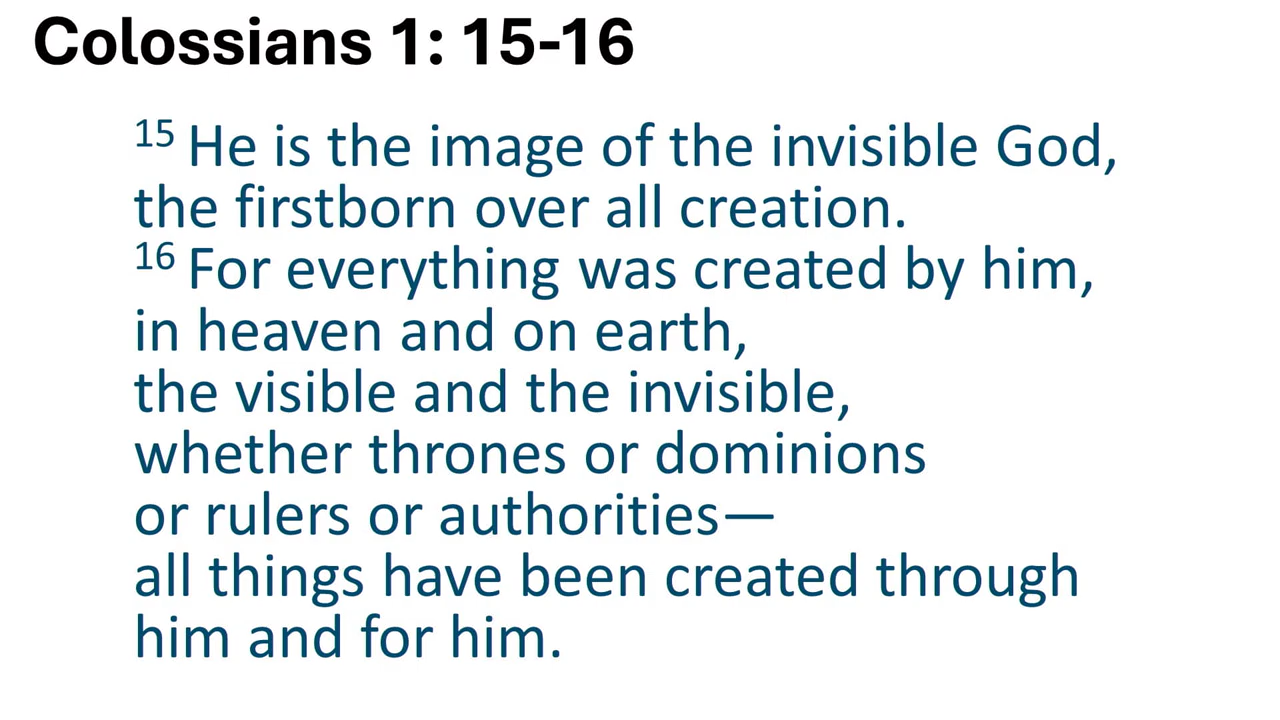 Colossians 1: 15-16
15 He is the image of the invisible God,
the firstborn over all creation.
16 For everything was created by him,
in heaven and on earth,
the visible and the invisible,
whether thrones or dominions
or rulers or authorities—
all things have been created through
him and for him.